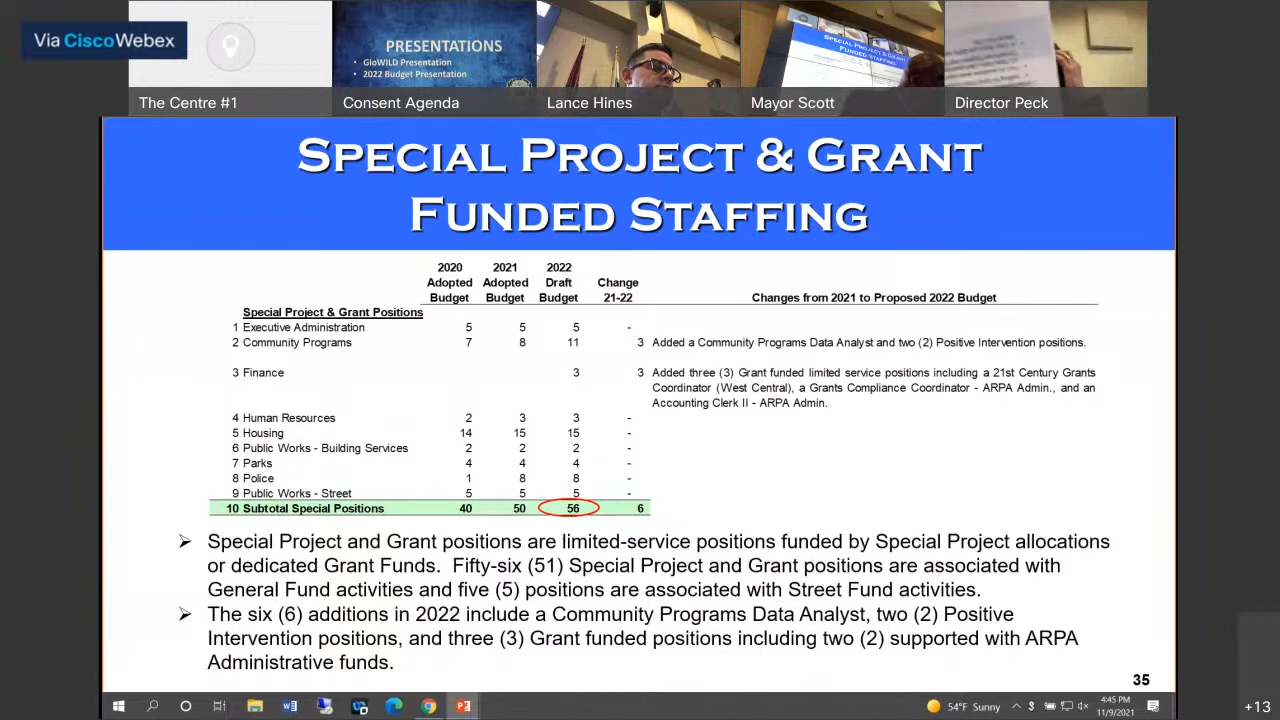 Via CiscoWebex
PRESENTATIONS
• GloWILD Presentation
• 2022 Budget Presentation
SPECIAL PROJECT & GRANT
FUNDED STAFFING
The Centre #1
Consent Agenda
Lance Hines
Mayor Scott
Director Peck
SPECIAL PROJECT & GRANT
FUNDED STAFFING
2020 2021 2022
Adopted Adopted Draft Change
Budget Budget Budget 21-22 Changes from 2021 to Proposed 2022 Budget
Special Project & Grant Positions
1 Executive Administration 5 5 5 -
2 Community Programs 7 8 11 3 Added a Community Programs Data Analyst and two (2) Positive Intervention positions.
3 Finance 3 3 Added three (3) Grant funded limited service positions including a 21st Century Grants
Coordinator (West Central), a Grants Compliance Coordinator - ARPA Admin., and an
Accounting Clerk II - ARPA Admin.
4 Human Resources 2 3 3 -
5 Housing 14 15 15 -
6 Public Works - Building Services 2 2 2 -
7 Parks 4 4 4 -
8 Police 1 8 8 -
9 Public Works - Street 5 5 5 -
10 Subtotal Special Positions 40 50 56 6
➢ Special Project and Grant positions are limited-service positions funded by Special Project allocations
or dedicated Grant Funds. Fifty-six (51) Special Project and Grant positions are associated with
General Fund activities and five (5) positions are associated with Street Fund activities.
➢ The six (6) additions in 2022 include a Community Programs Data Analyst, two (2) Positive
Intervention positions, and three (3) Grant funded positions including two (2) supported with ARPA
Administrative funds.
35
54°F Sunny
4:45 PM
11/9/2021
+13